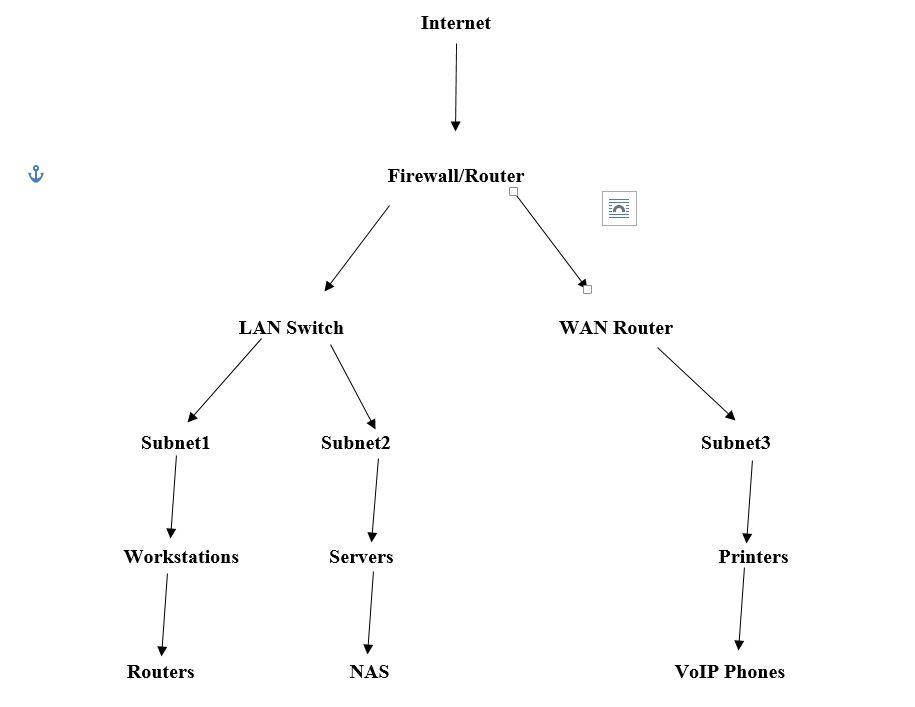 Internet
Firewall/Router
LAN Switch
WAN Router
Subnet1
Subnet2
Subnet3
Workstations
Servers
Printers
Routers
NAS
VoIP Phones